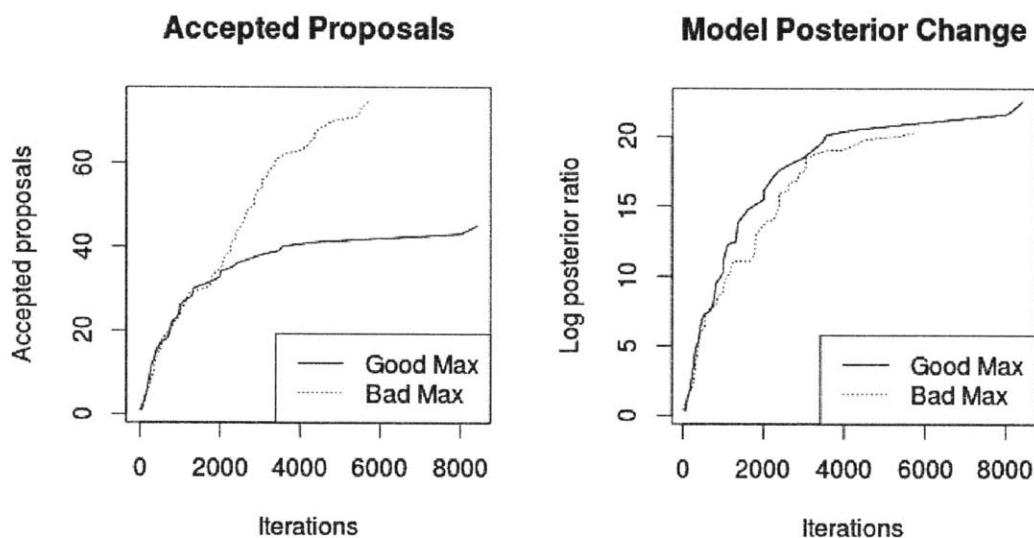 Accepted Proposals
Accepted proposals
60
40
20
0
Good Max
Bad Max
0 2000 4000 6000 8000
Iterations
Model Posterior Change
Log posterior ratio
20
15
10
5
0
Good Max
Bad Max
0 2000 4000 6000 8000
Iterations